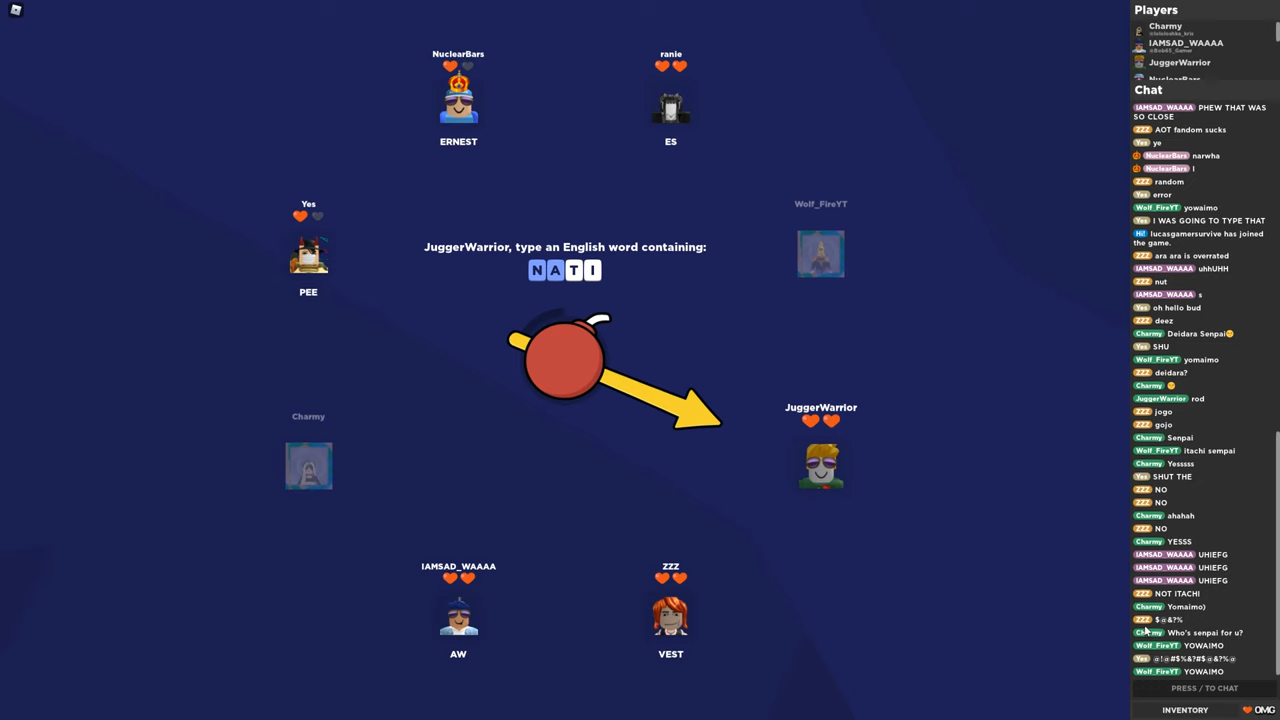 NuclearBars
ERNEST
ranie
ES
Yes
PEE
Wolf_FireYT
JuggerWarrior, type an English word containing:
N A T I
Charmy
JuggerWarrior
IAMSAD_WAAAA
AW
ZZZ
VEST
Players
Charmy
IAMSAD_WAAAA
JuggerWarrior
NuclearBars
Chat
IAMSAD_WAAAA PHEW THAT WAS
SO CLOSE
ZZZ AOT fandom sucks
Yes ye
NuclearBars narwha
NuclearBars l
ZZZ random
Yes error
Wolf_FireYT yowaimo
Yes I WAS GOING TO TYPE THAT
Hi! lucasgamersurvive has joined
the game.
ZZZ ara ara is overrated
IAMSAD_WAAAA uhhUHH
ZZZ nut
IAMSAD_WAAAA s
Yes oh hello bud
ZZZ deez
Charmy Deidara Senpai
Yes SHU
Wolf_FireYT yomaimo
ZZZ deidara?
Charmy
JuggerWarrior rod
ZZZ jogo
ZZZ gojo
Charmy Senpai
Wolf_FireYT itachi sempai
Charmy Yesssss
Yes SHUT THE
ZZZ NO
ZZZ NO
Charmy ahahah
ZZZ NO
Charmy YESSS
IAMSAD_WAAAA UHIEFG
IAMSAD_WAAAA UHIEFG
IAMSAD_WAAAA UHIEFG
ZZZ NOT ITACHI
Charmy Yomaimo)
ZZZ $@&?%
Charmy Who's senpai for u?
Wolf_FireYT YOWAIMO
Yes @!@#$%&?#$@&?%@
Wolf_FireYT YOWAIMO
PRESS / TO CHAT
INVENTORY
OMG